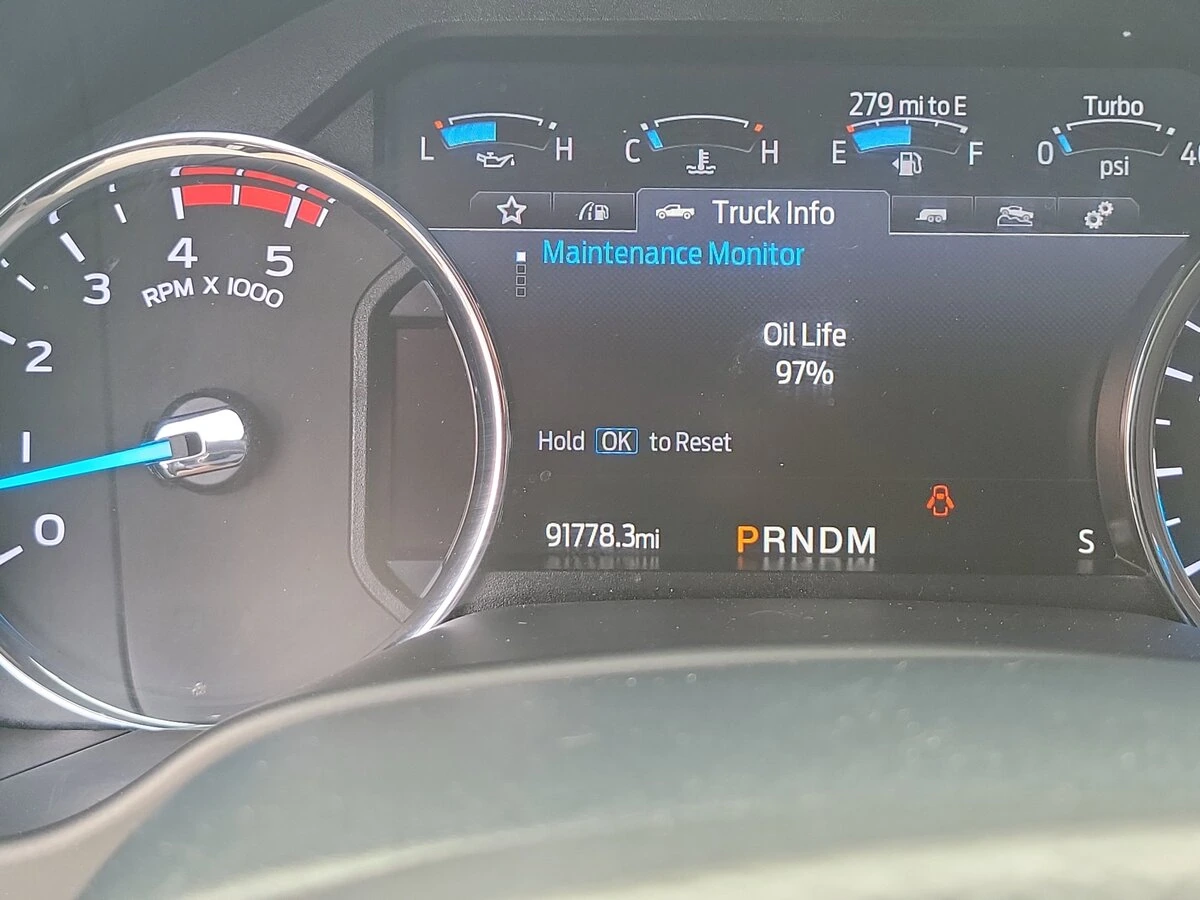 279 mi to E
Turbo
L H
C H
E F
0 40
psi
Truck Info
Maintenance Monitor
Oil Life
97%
Hold OK to Reset
91778.3mi
PRNDM
S
0
1
2
3
4
5
RPM X 1000